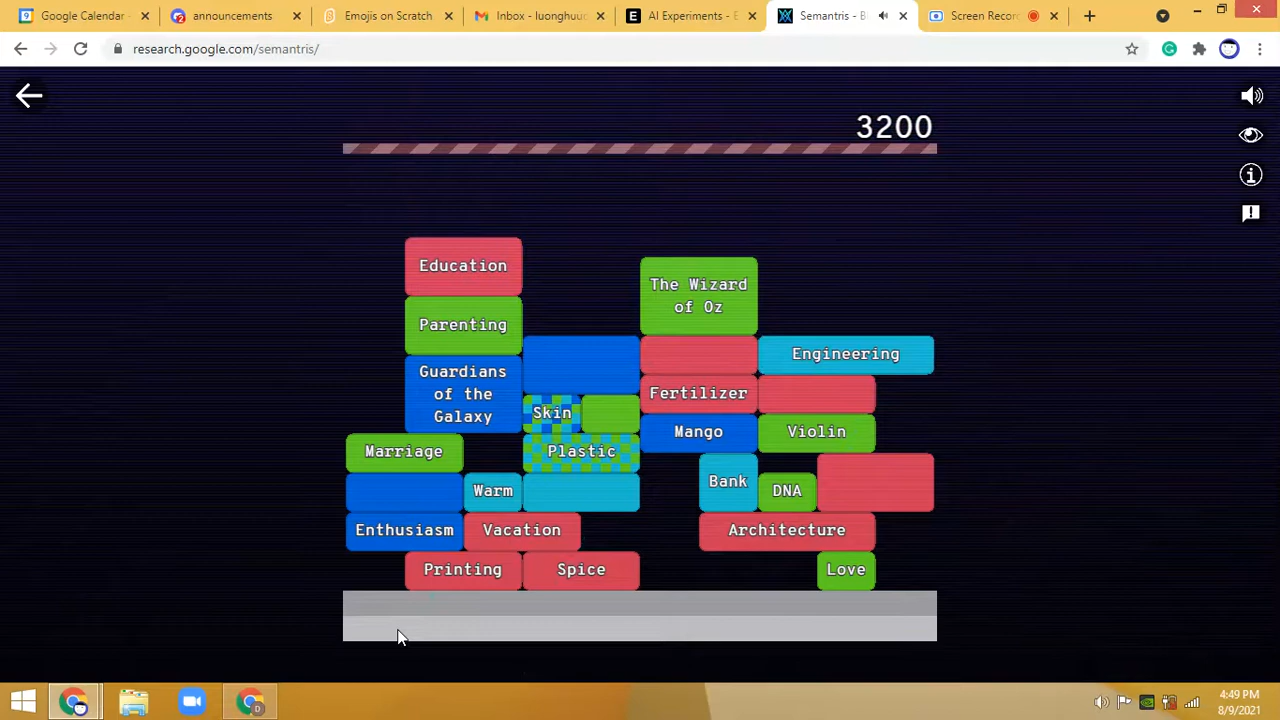 Google Calendar -
announcements
Emojis on Scratch
Inbox - luonghuuc
AI Experiments - E
Semantris - B
Screen Recor
research.google.com/semantris/
3200
Education
The Wizard
of Oz
Parenting
Engineering
Guardians
of the
Galaxy
Skin
Fertilizer
Mango
Violin
Marriage
Plastic
Warm
Bank
DNA
Enthusiasm
Vacation
Architecture
Printing
Spice
Love
4:49 PM
8/9/2021